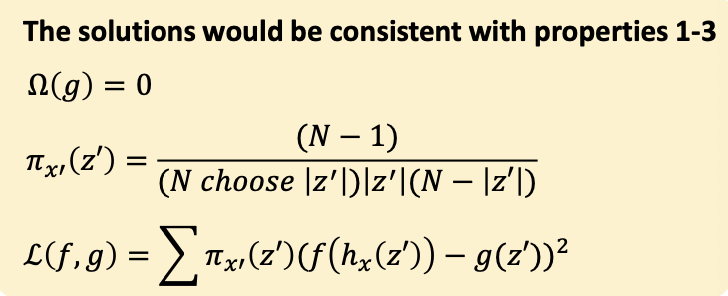 The solutions would be consistent with properties 1-3
Ω(g) = 0
π_{x′}(z′) = (N − 1) / ((N choose |z′|)|z′|(N − |z′|))
ℒ(f, g) = ∑ π_{x′}(z′)(f(h_x(z′)) − g(z′))²